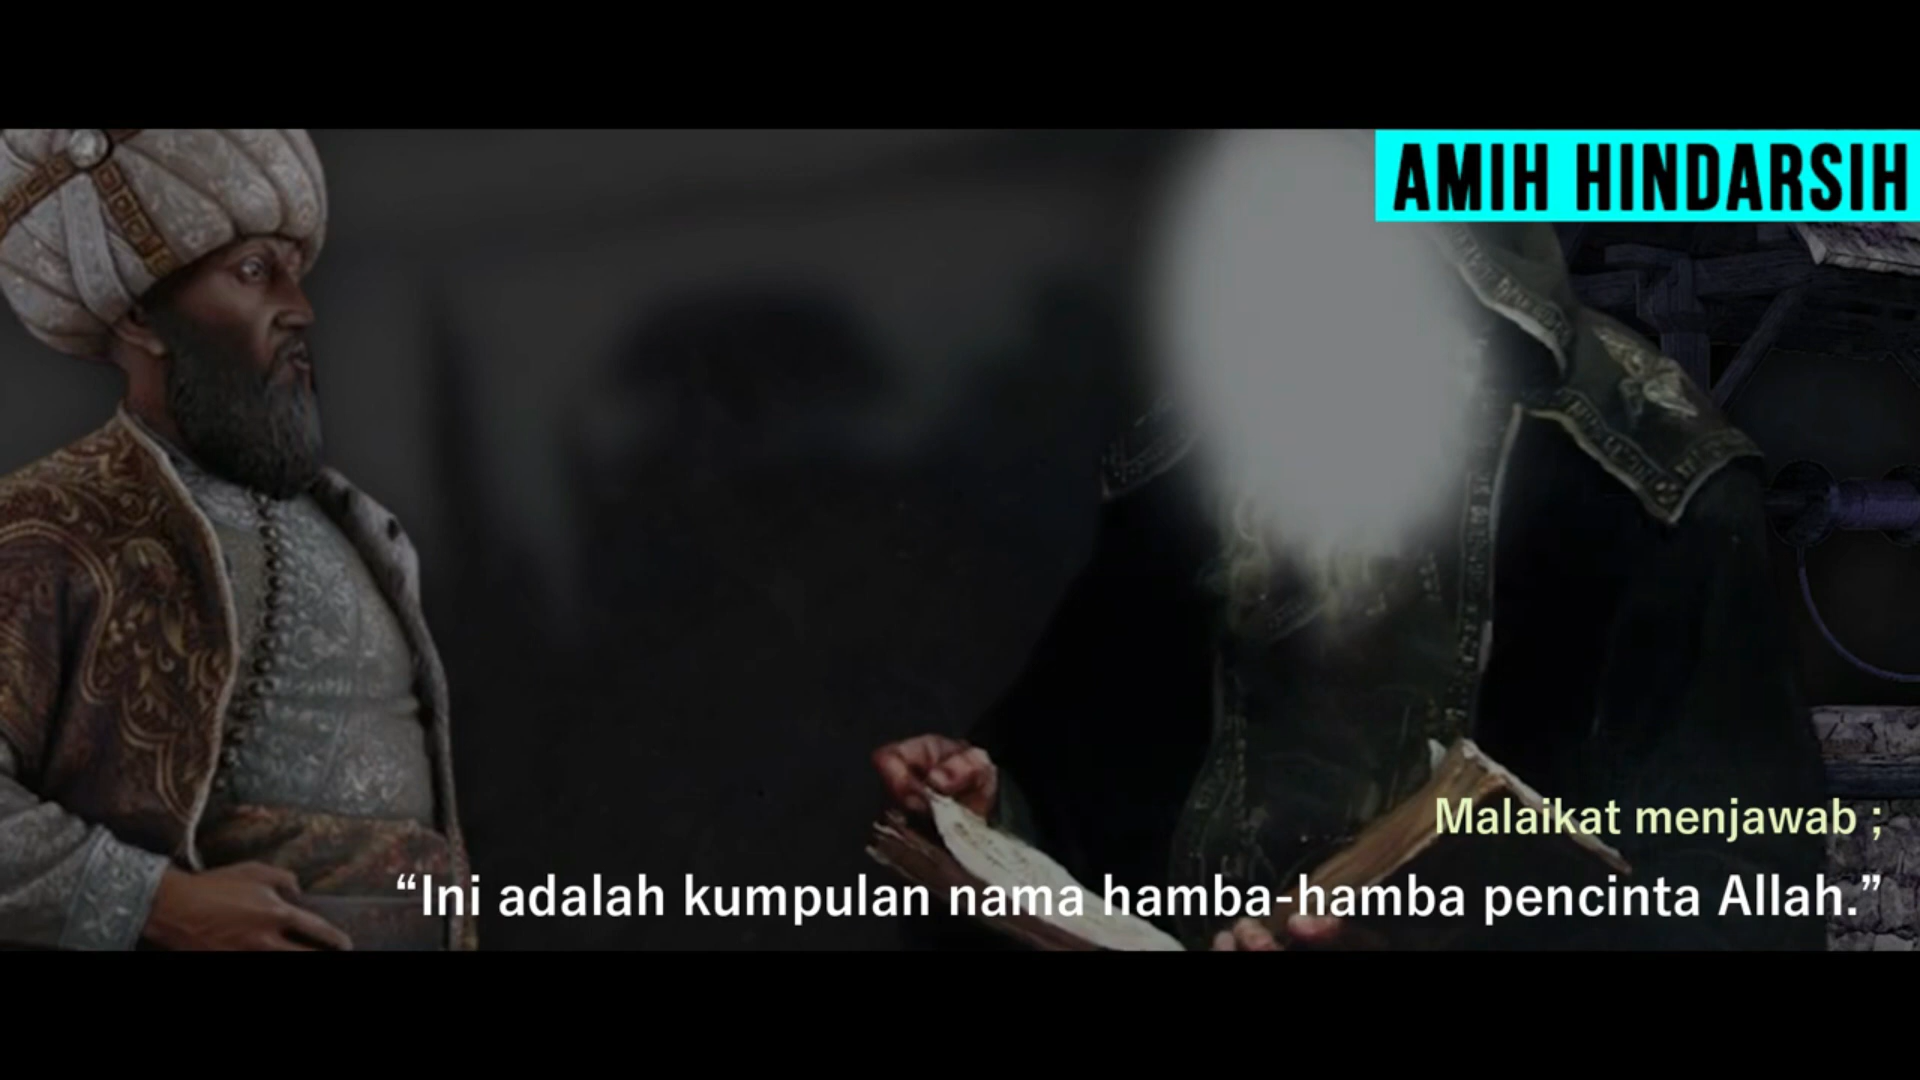 AMIH HINDARSIH
Malaikat menjawab ;
“Ini adalah kumpulan nama hamba-hamba pencinta Allah.”